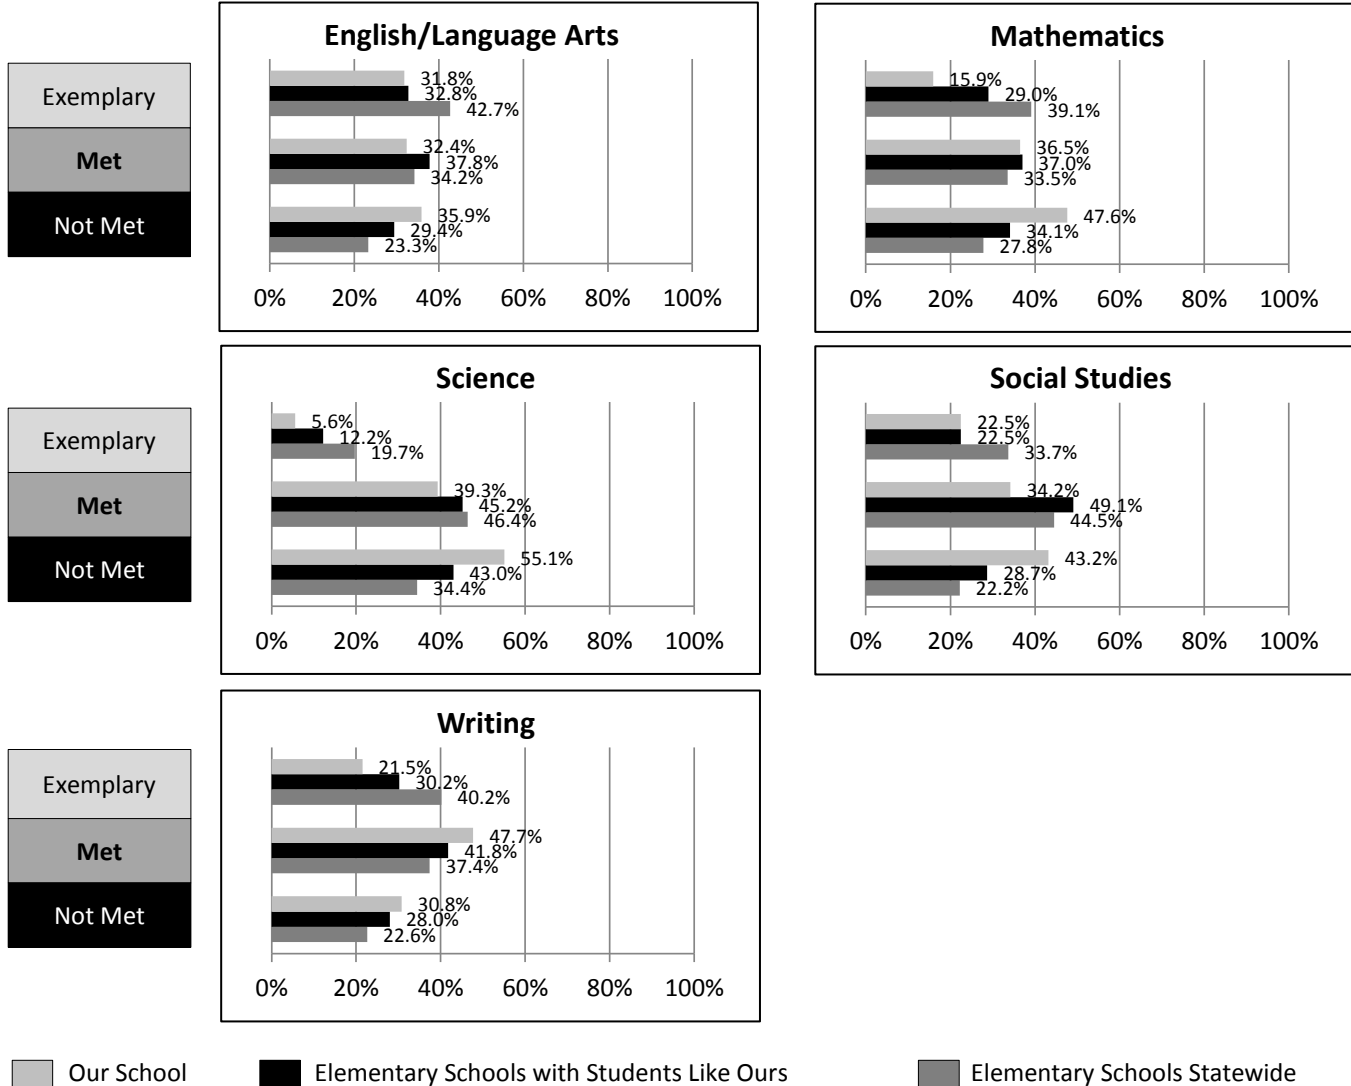 English/Language Arts
Exemplary
Met
Not Met
31.8%
32.8%
42.7%
32.4%
37.8%
34.2%
35.9%
29.4%
23.3%
0% 20% 40% 60% 80% 100%
Mathematics
15.9%
29.0%
39.1%
36.5%
37.0%
33.5%
47.6%
34.1%
27.8%
0% 20% 40% 60% 80% 100%
Science
Exemplary
Met
Not Met
5.6%
12.2%
19.7%
39.3%
45.2%
46.4%
55.1%
43.0%
34.4%
0% 20% 40% 60% 80% 100%
Social Studies
22.5%
22.5%
33.7%
34.2%
49.1%
44.5%
43.2%
28.7%
22.2%
0% 20% 40% 60% 80% 100%
Writing
Exemplary
Met
Not Met
21.5%
30.2%
40.2%
47.7%
41.8%
37.4%
30.8%
28.0%
22.6%
0% 20% 40% 60% 80% 100%
Our School Elementary Schools with Students Like Ours Elementary Schools Statewide